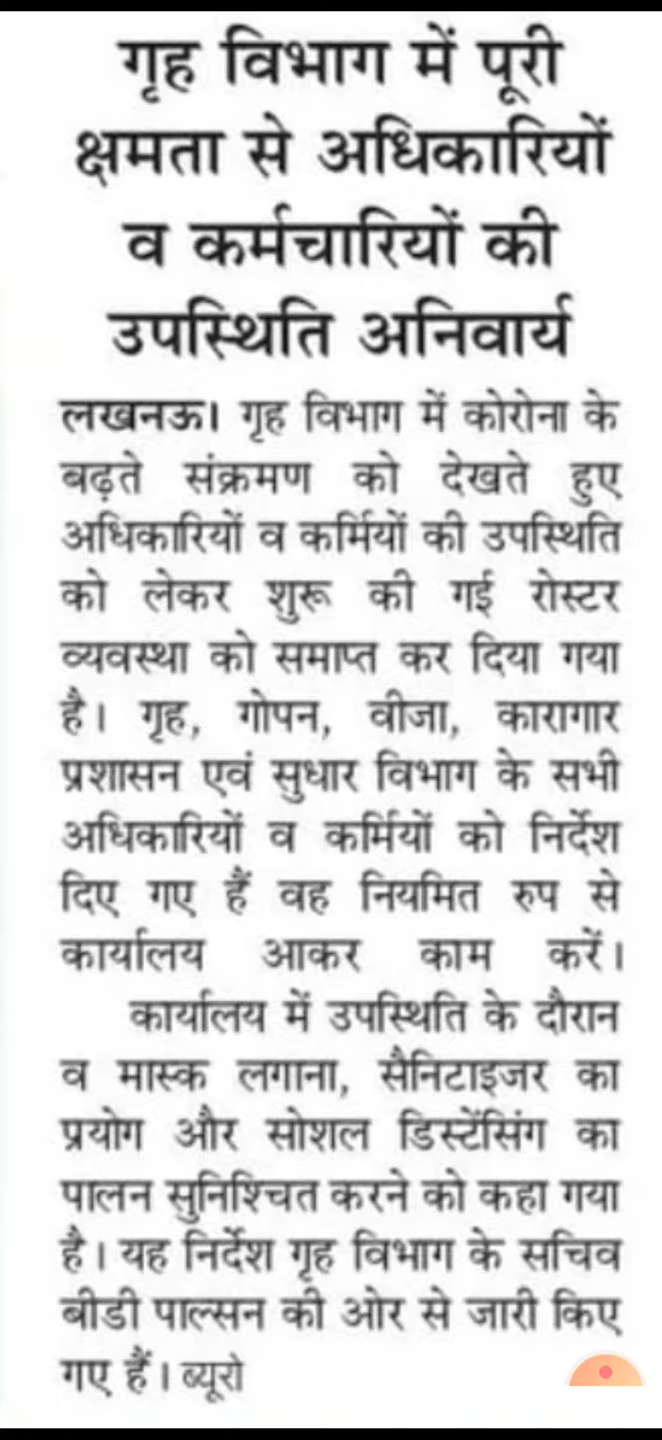 गृह विभाग में पूरी
क्षमता से अधिकारियों
व कर्मचारियों की
उपस्थिति अनिवार्य
लखनऊ। गृह विभाग में कोरोना के
बढ़ते संक्रमण को देखते हुए
अधिकारियों व कर्मियों की उपस्थिति
को लेकर शुरू की गई रोस्टर
व्यवस्था को समाप्त कर दिया गया
है। गृह, गोपन, वीजा, कारागार
प्रशासन एवं सुधार विभाग के सभी
अधिकारियों व कर्मियों को निर्देश
दिए गए हैं वह नियमित रुप से
कार्यालय आकर काम करें।
कार्यालय में उपस्थिति के दौरान
व मास्क लगाना, सैनिटाइजर का
प्रयोग और सोशल डिस्टेंसिंग का
पालन सुनिश्चित करने को कहा गया
है। यह निर्देश गृह विभाग के सचिव
बीडी पाल्सन की ओर से जारी किए
गए हैं। ब्यूरो